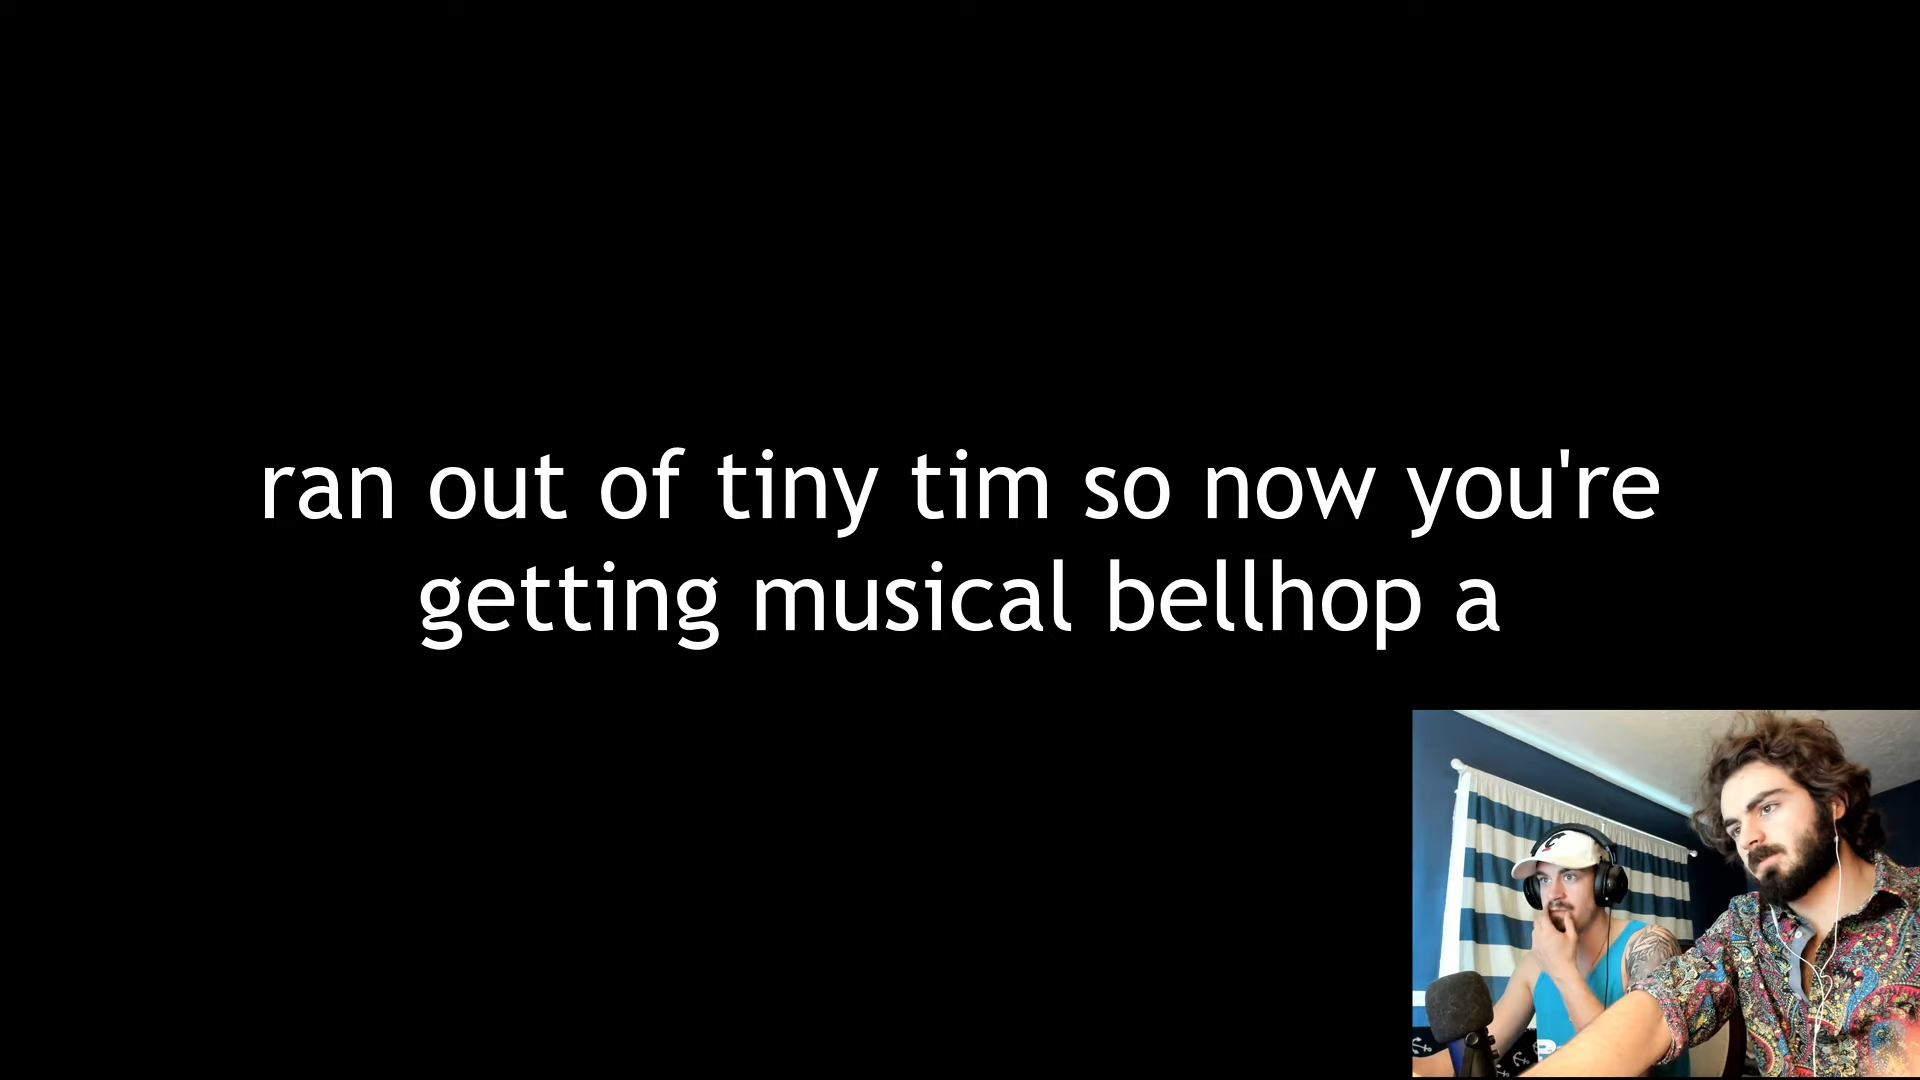 ran out of tiny tim so now you're
getting musical bellhop a